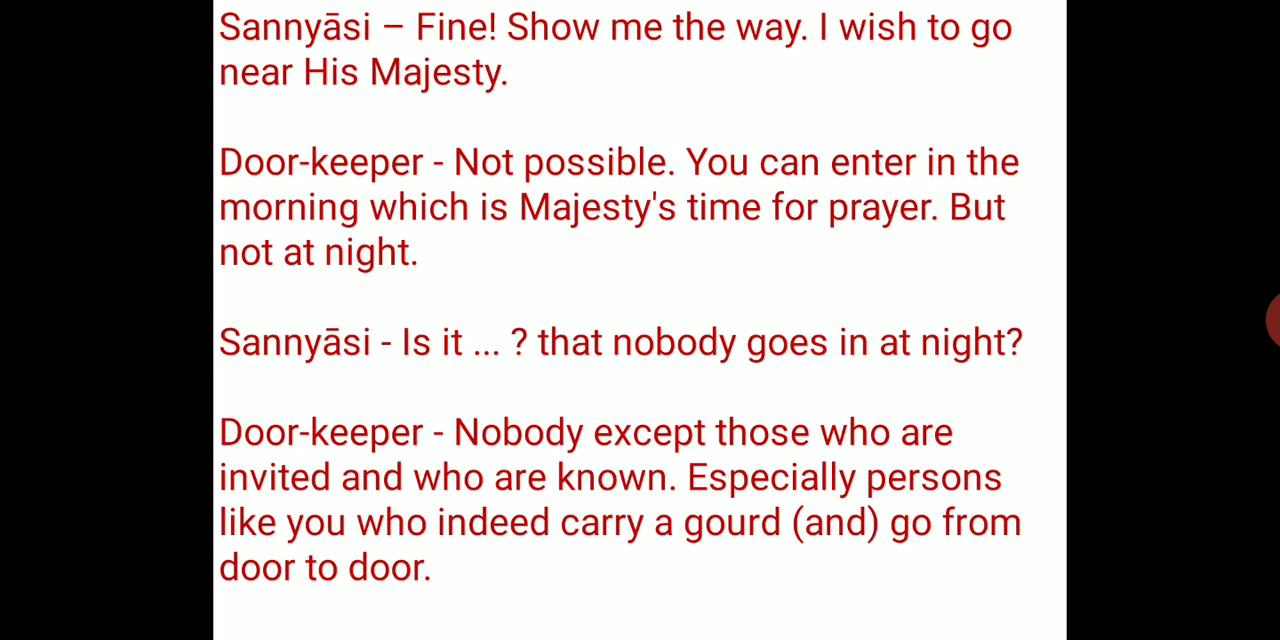 Sannyāsi – Fine! Show me the way. I wish to go
near His Majesty.
Door-keeper - Not possible. You can enter in the
morning which is Majesty's time for prayer. But
not at night.
Sannyāsi - Is it ... ? that nobody goes in at night?
Door-keeper - Nobody except those who are
invited and who are known. Especially persons
like you who indeed carry a gourd (and) go from
door to door.